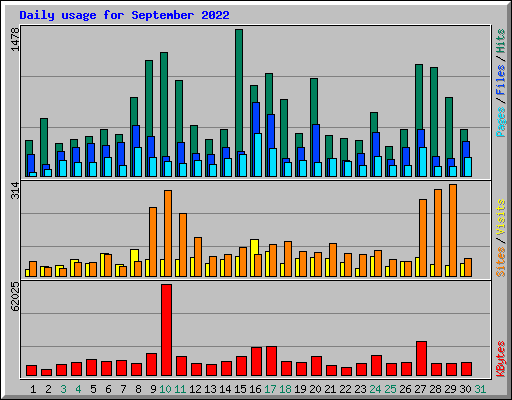 Daily usage for September 2022
1478
Pages / Files / Hits
314
Sites / Visits
62025
KBytes
1 2 3 4 5 6 7 8 9 10 11 12 13 14 15 16 17 18 19 20 21 22 23 24 25 26 27 28 29 30 31